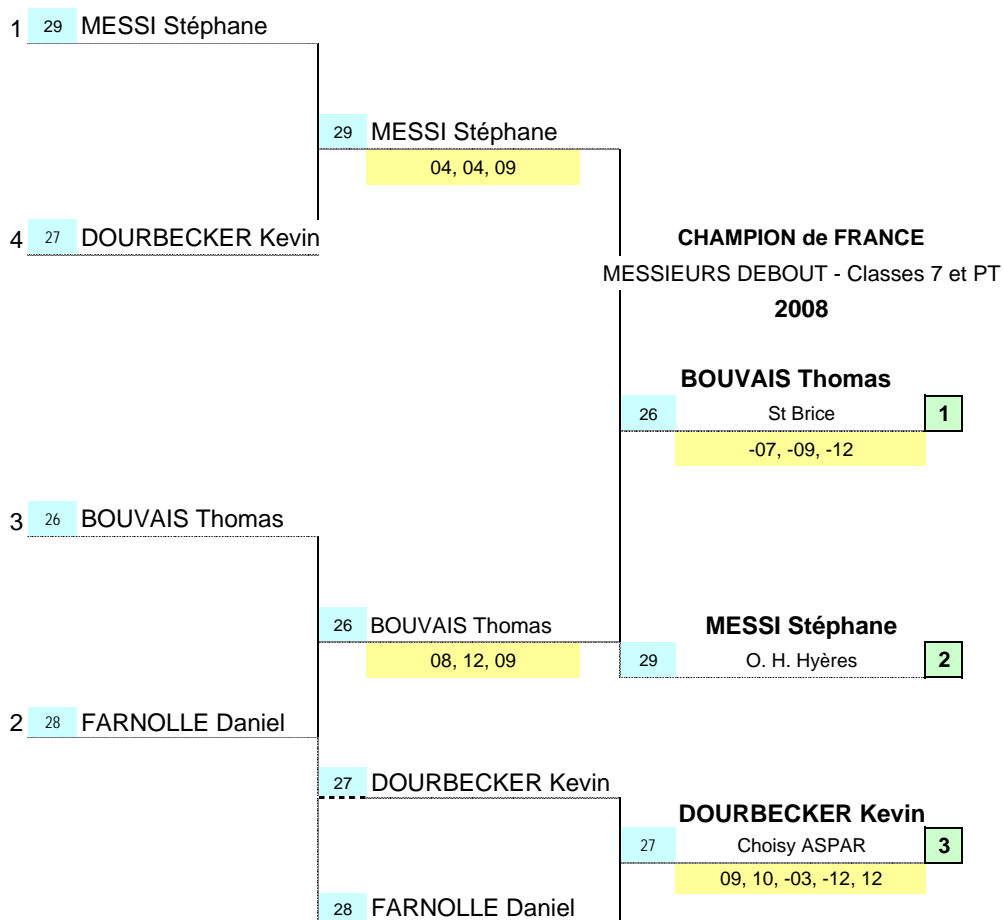 1 29 MESSI Stéphane
29 MESSI Stéphane
04, 04, 09
4 27 DOURBECKER Kevin
CHAMPION de FRANCE
MESSIEURS DEBOUT - Classes 7 et PT
2008
BOUVAIS Thomas
26 St Brice 1
-07, -09, -12
3 26 BOUVAIS Thomas
26 BOUVAIS Thomas
08, 12, 09
MESSI Stéphane
29 O. H. Hyères 2
2 28 FARNOLLE Daniel
27 DOURBECKER Kevin
DOURBECKER Kevin
27 Choisy ASPAR 3
09, 10, -03, -12, 12
28 FARNOLLE Daniel